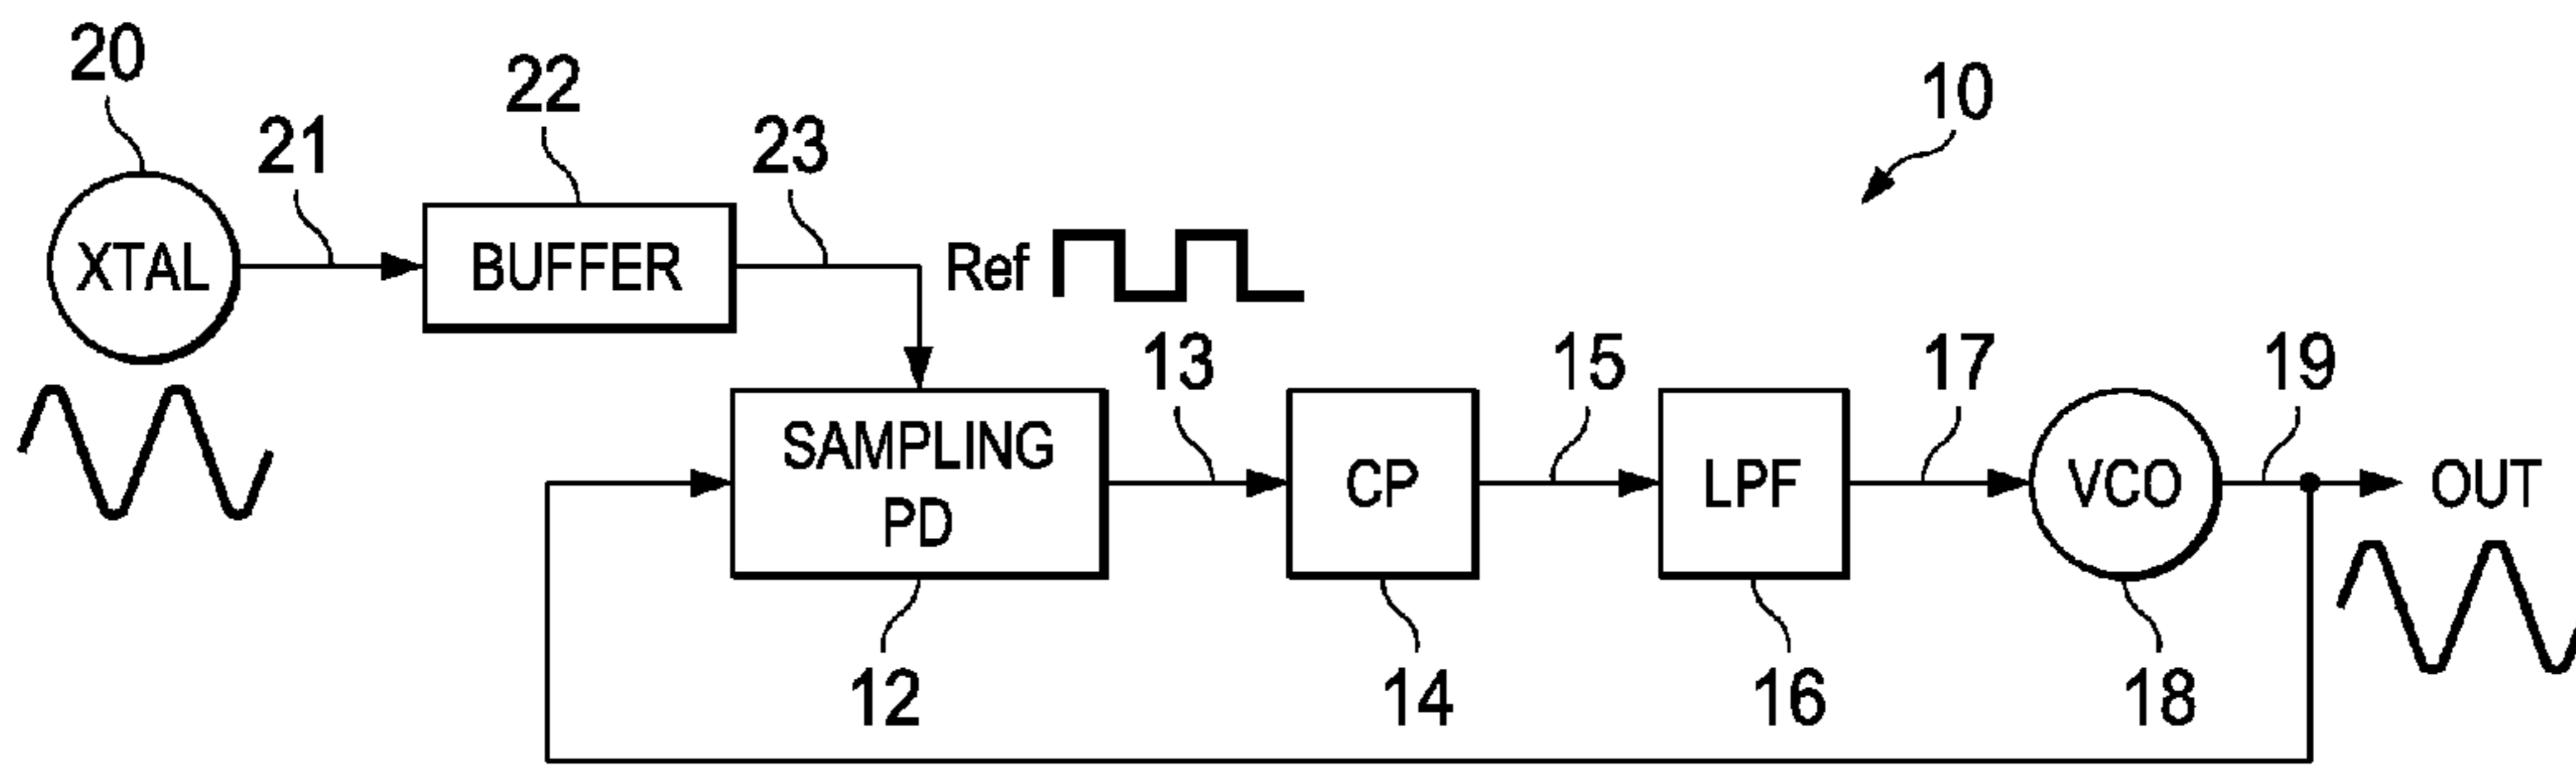 20
21
22
23
10
XTAL
BUFFER
Ref
13
15
17
19
SAMPLING
PD
CP
LPF
VCO
OUT
12
14
16
18